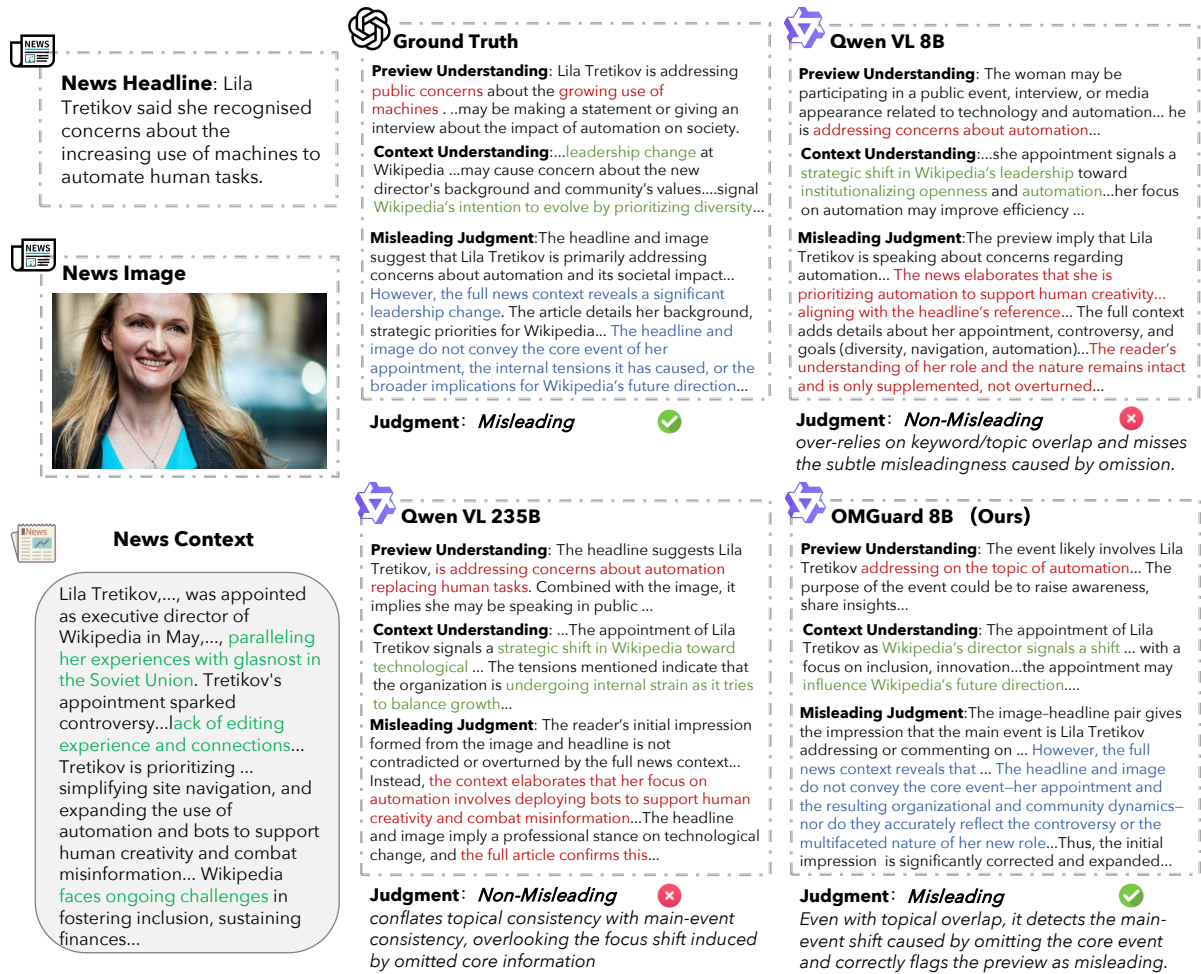 NEWS
News Headline: Lila
Tretikov said she recognised
concerns about the
increasing use of machines to
automate human tasks.
NEWS
News Image
News
News Context
Lila Tretikov,..., was appointed
as executive director of
Wikipedia in May,..., paralleling
her experiences with glasnost in
the Soviet Union. Tretikov's
appointment sparked
controversy...lack of editing
experience and connections...
Tretikov is prioritizing ...
simplifying site navigation, and
expanding the use of
automation and bots to support
human creativity and combat
misinformation... Wikipedia
faces ongoing challenges in
fostering inclusion, sustaining
finances...
Ground Truth
Preview Understanding: Lila Tretikov is addressing
public concerns about the growing use of
machines . ..may be making a statement or giving an
interview about the impact of automation on society.
Context Understanding:...leadership change at
Wikipedia ...may cause concern about the new
director's background and community's values....signal
Wikipedia's intention to evolve by prioritizing diversity...
Misleading Judgment:The headline and image
suggest that Lila Tretikov is primarily addressing
concerns about automation and its societal impact...
However, the full news context reveals a significant
leadership change. The article details her background,
strategic priorities for Wikipedia... The headline and
image do not convey the core event of her
appointment, the internal tensions it has caused, or the
broader implications for Wikipedia's future direction...
Judgment: Misleading
Qwen VL 8B
Preview Understanding: The woman may be
participating in a public event, interview, or media
appearance related to technology and automation... he
is addressing concerns about automation...
Context Understanding:...she appointment signals a
strategic shift in Wikipedia's leadership toward
institutionalizing openness and automation...her focus
on automation may improve efficiency ...
Misleading Judgment:The preview imply that Lila
Tretikov is speaking about concerns regarding
automation... The news elaborates that she is
prioritizing automation to support human creativity...
aligning with the headline's reference... The full context
adds details about her appointment, controversy, and
goals (diversity, navigation, automation)...The reader's
understanding of her role and the nature remains intact
and is only supplemented, not overturned...
Judgment: Non-Misleading
over-relies on keyword/topic overlap and misses
the subtle misleadingness caused by omission.
Qwen VL 235B
Preview Understanding: The headline suggests Lila
Tretikov, is addressing concerns about automation
replacing human tasks. Combined with the image, it
implies she may be speaking in public ...
Context Understanding: ...The appointment of Lila
Tretikov signals a strategic shift in Wikipedia toward
technological ... The tensions mentioned indicate that
the organization is undergoing internal strain as it tries
to balance growth...
Misleading Judgment: The reader's initial impression
formed from the image and headline is not
contradicted or overturned by the full news context...
Instead, the context elaborates that her focus on
automation involves deploying bots to support human
creativity and combat misinformation...The headline
and image imply a professional stance on technological
change, and the full article confirms this...
Judgment: Non-Misleading
conflates topical consistency with main-event
consistency, overlooking the focus shift induced
by omitted core information
OMGuard 8B (Ours)
Preview Understanding: The event likely involves Lila
Tretikov addressing on the topic of automation... The
purpose of the event could be to raise awareness,
share insights...
Context Understanding: The appointment of Lila
Tretikov as Wikipedia's director signals a shift ... with a
focus on inclusion, innovation...the appointment may
influence Wikipedia's future direction....
Misleading Judgment:The image–headline pair gives
the impression that the main event is Lila Tretikov
addressing or commenting on ... However, the full
news context reveals that ... The headline and image
do not convey the core event—her appointment and
the resulting organizational and community dynamics—
nor do they accurately reflect the controversy or the
multifaceted nature of her new role...Thus, the initial
impression is significantly corrected and expanded...
Judgment: Misleading
Even with topical overlap, it detects the main-
event shift caused by omitting the core event
and correctly flags the preview as misleading.